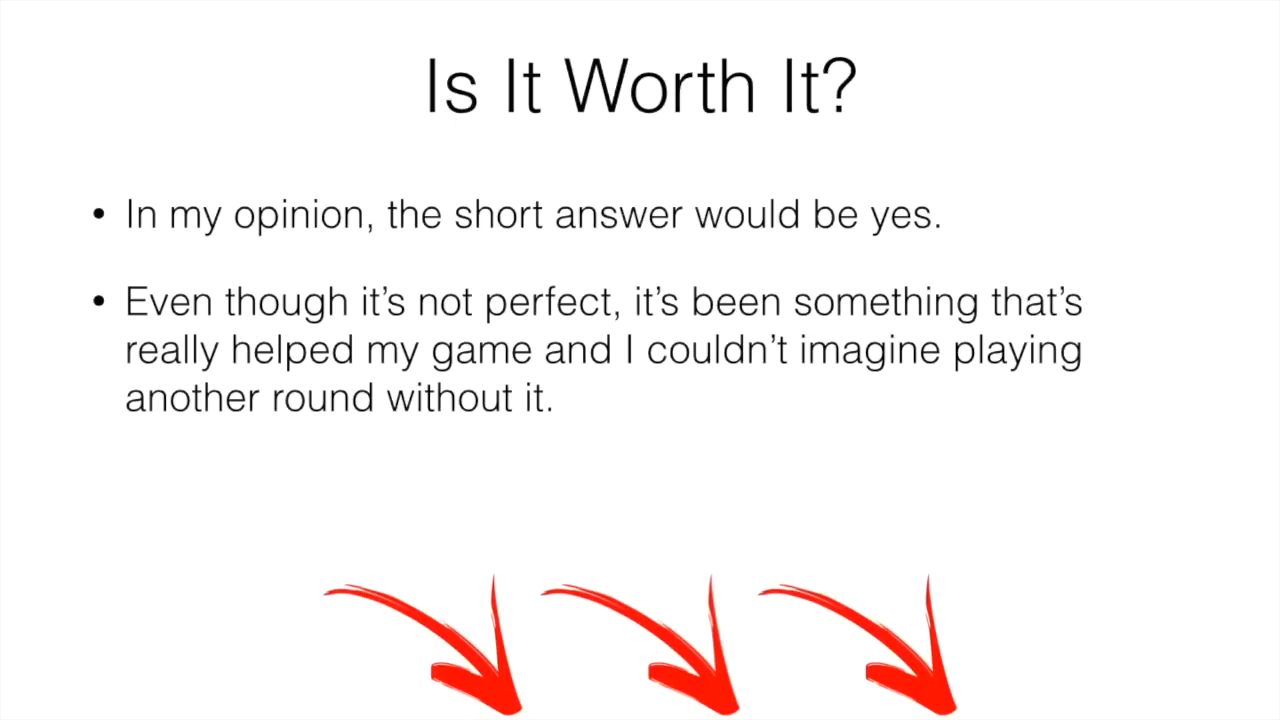 Is It Worth It?
• In my opinion, the short answer would be yes.
• Even though it’s not perfect, it’s been something that’s
really helped my game and I couldn’t imagine playing
another round without it.